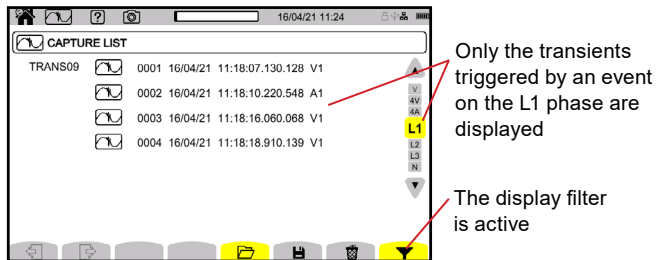 ? 16/04/21 11:24
CAPTURE LIST
TRANS09 0001 16/04/21 11:18:07.130.128 V1
0002 16/04/21 11:18:10.220.548 A1
0003 16/04/21 11:18:16.060.068 V1
0004 16/04/21 11:18:18.910.139 V1
V
4V
4A
L1
L2
L3
N
Only the transients
triggered by an event
on the L1 phase are
displayed
The display filter
is active